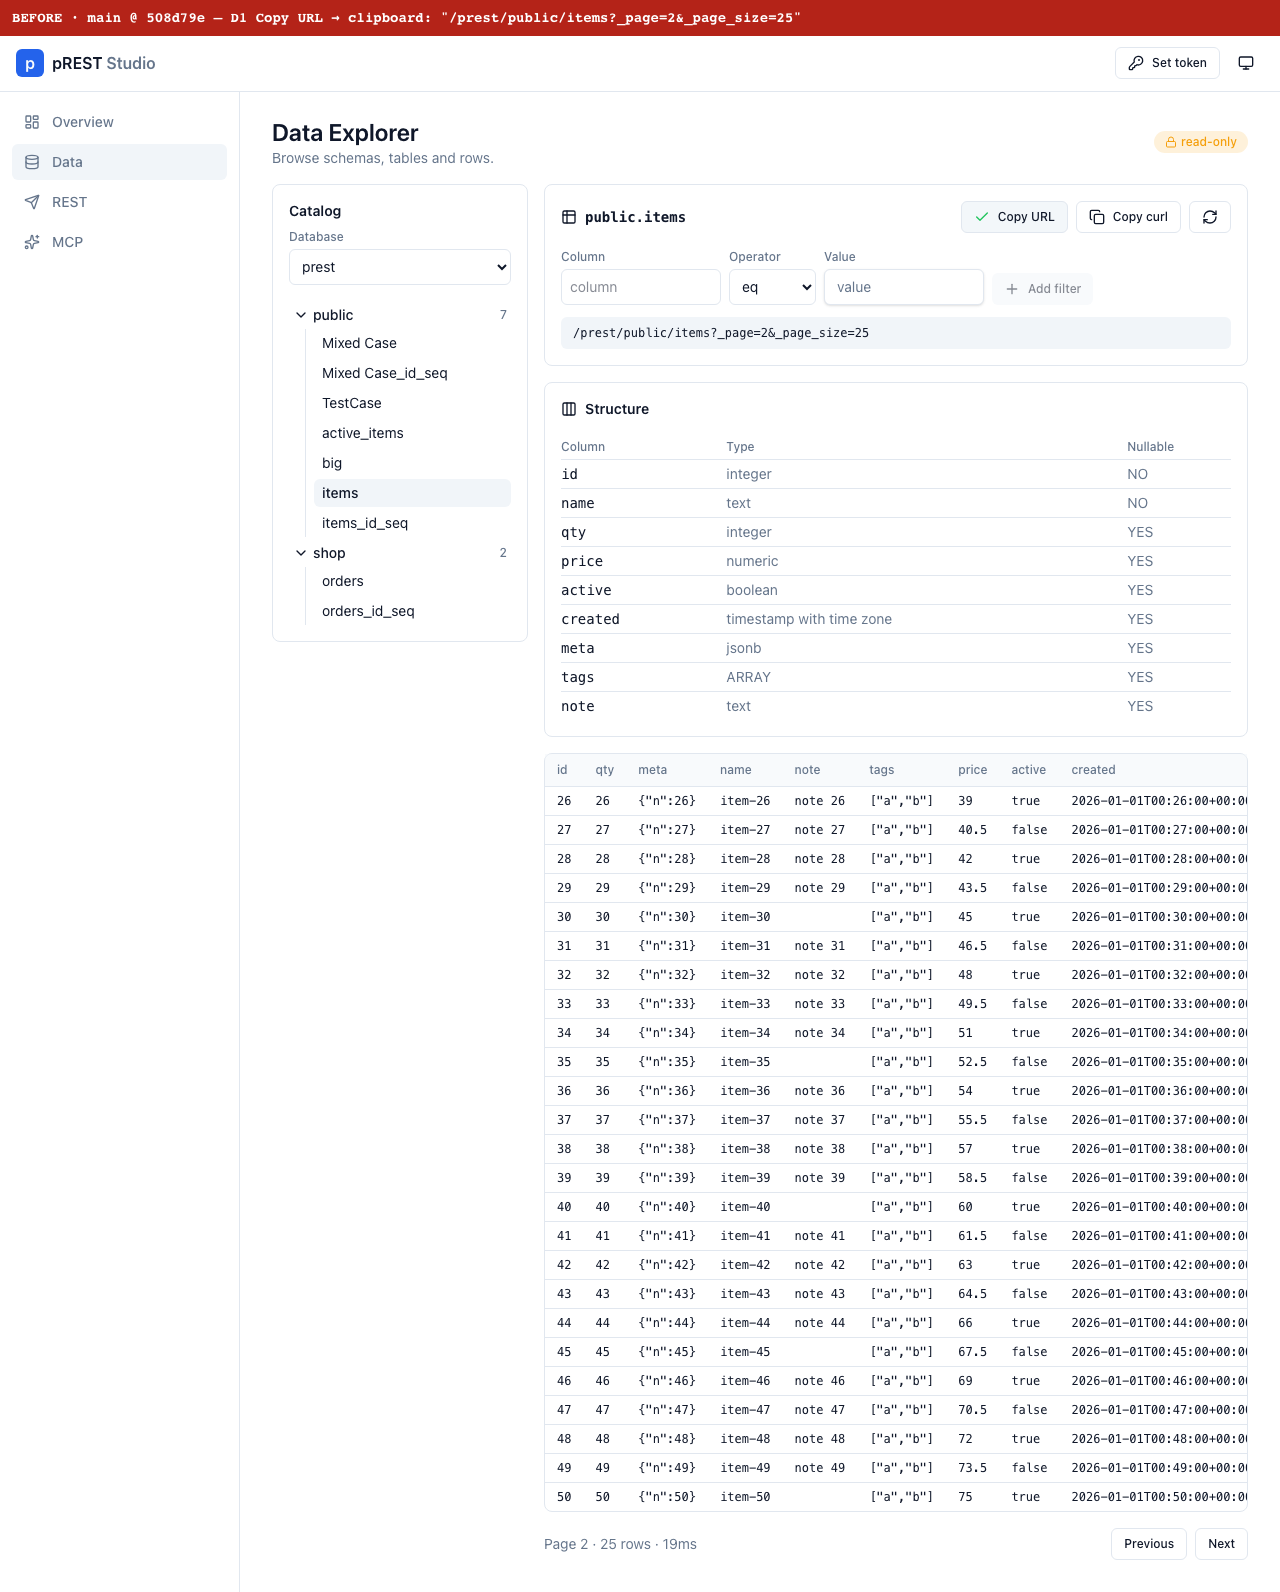 BEFORE · main @ 508d79e — D1 Copy URL → clipboard: "/prest/public/items?_page=2&_page_size=25"
p pREST Studio Set token
Overview
Data
REST
MCP
Data Explorer
Browse schemas, tables and rows.
read-only
Catalog
Database
prest
public 7
Mixed Case
Mixed Case_id_seq
TestCase
active_items
big
items
items_id_seq
shop 2
orders
orders_id_seq
public.items Copy URL Copy curl
Column Operator Value
column eq value Add filter
/prest/public/items?_page=2&_page_size=25
Structure
Column Type Nullable
id integer NO
name text NO
qty integer YES
price numeric YES
active boolean YES
created timestamp with time zone YES
meta jsonb YES
tags ARRAY YES
note text YES
id qty meta name note tags price active created
26 26 {"n":26} item-26 note 26 ["a","b"] 39 true 2026-01-01T00:26:00+00:00
27 27 {"n":27} item-27 note 27 ["a","b"] 40.5 false 2026-01-01T00:27:00+00:00
28 28 {"n":28} item-28 note 28 ["a","b"] 42 true 2026-01-01T00:28:00+00:00
29 29 {"n":29} item-29 note 29 ["a","b"] 43.5 false 2026-01-01T00:29:00+00:00
30 30 {"n":30} item-30 ["a","b"] 45 true 2026-01-01T00:30:00+00:00
31 31 {"n":31} item-31 note 31 ["a","b"] 46.5 false 2026-01-01T00:31:00+00:00
32 32 {"n":32} item-32 note 32 ["a","b"] 48 true 2026-01-01T00:32:00+00:00
33 33 {"n":33} item-33 note 33 ["a","b"] 49.5 false 2026-01-01T00:33:00+00:00
34 34 {"n":34} item-34 note 34 ["a","b"] 51 true 2026-01-01T00:34:00+00:00
35 35 {"n":35} item-35 ["a","b"] 52.5 false 2026-01-01T00:35:00+00:00
36 36 {"n":36} item-36 note 36 ["a","b"] 54 true 2026-01-01T00:36:00+00:00
37 37 {"n":37} item-37 note 37 ["a","b"] 55.5 false 2026-01-01T00:37:00+00:00
38 38 {"n":38} item-38 note 38 ["a","b"] 57 true 2026-01-01T00:38:00+00:00
39 39 {"n":39} item-39 note 39 ["a","b"] 58.5 false 2026-01-01T00:39:00+00:00
40 40 {"n":40} item-40 ["a","b"] 60 true 2026-01-01T00:40:00+00:00
41 41 {"n":41} item-41 note 41 ["a","b"] 61.5 false 2026-01-01T00:41:00+00:00
42 42 {"n":42} item-42 note 42 ["a","b"] 63 true 2026-01-01T00:42:00+00:00
43 43 {"n":43} item-43 note 43 ["a","b"] 64.5 false 2026-01-01T00:43:00+00:00
44 44 {"n":44} item-44 note 44 ["a","b"] 66 true 2026-01-01T00:44:00+00:00
45 45 {"n":45} item-45 ["a","b"] 67.5 false 2026-01-01T00:45:00+00:00
46 46 {"n":46} item-46 note 46 ["a","b"] 69 true 2026-01-01T00:46:00+00:00
47 47 {"n":47} item-47 note 47 ["a","b"] 70.5 false 2026-01-01T00:47:00+00:00
48 48 {"n":48} item-48 note 48 ["a","b"] 72 true 2026-01-01T00:48:00+00:00
49 49 {"n":49} item-49 note 49 ["a","b"] 73.5 false 2026-01-01T00:49:00+00:00
50 50 {"n":50} item-50 ["a","b"] 75 true 2026-01-01T00:50:00+00:00
Page 2 · 25 rows · 19ms Previous Next